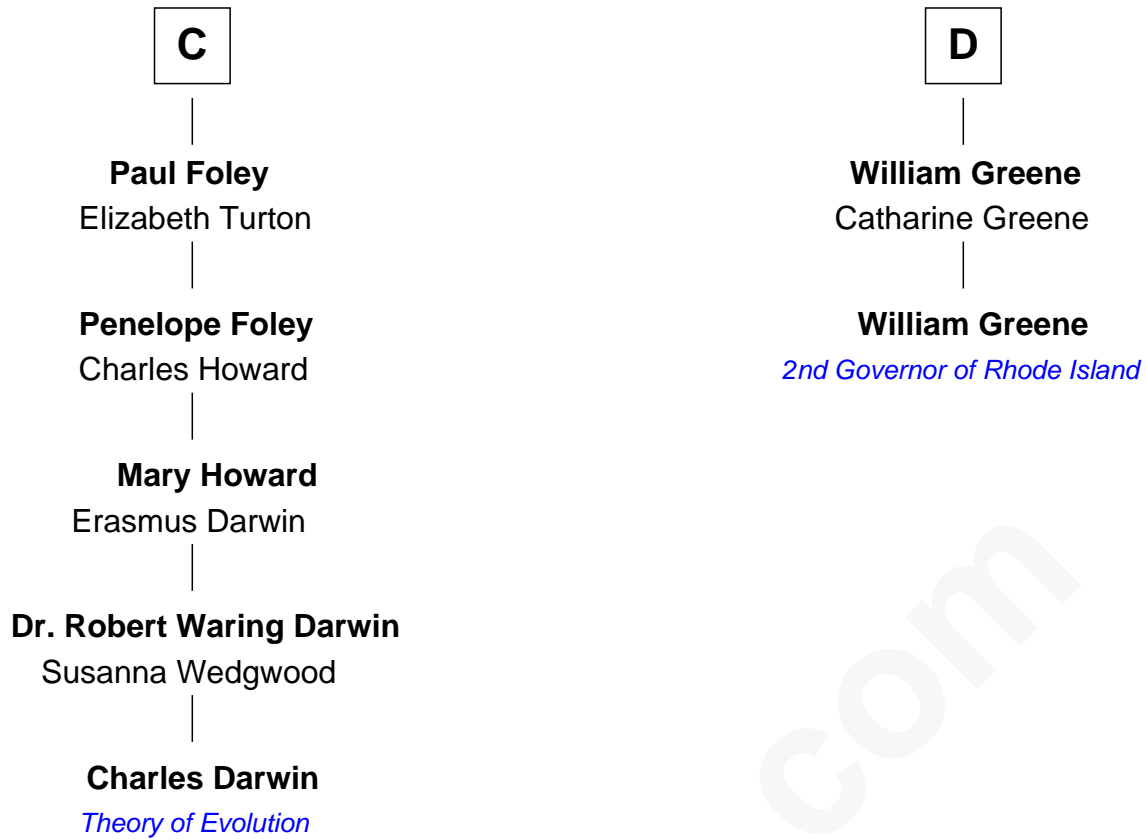 C
Paul Foley
Elizabeth Turton
Penelope Foley
Charles Howard
Mary Howard
Erasmus Darwin
Dr. Robert Waring Darwin
Susanna Wedgwood
Charles Darwin
Theory of Evolution
D
William Greene
Catharine Greene
William Greene
2nd Governor of Rhode Island
com